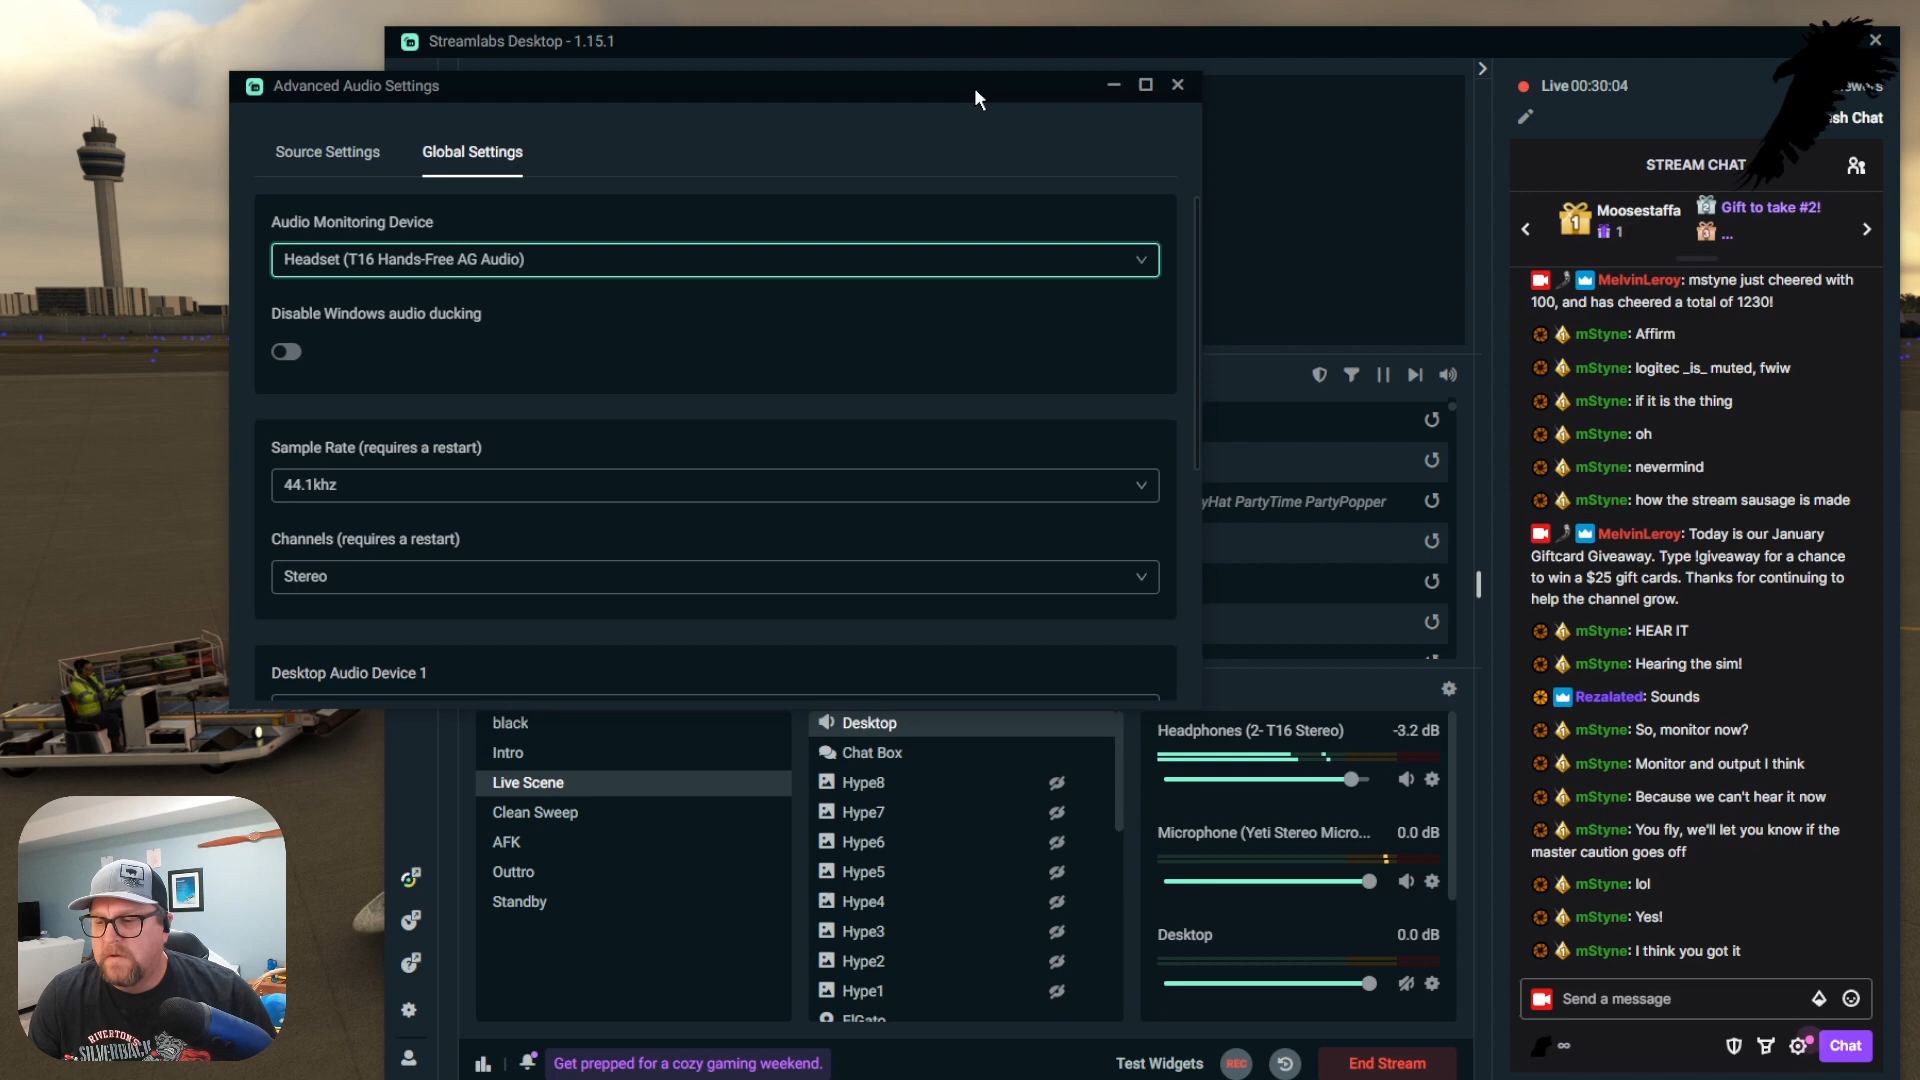 Streamlabs Desktop - 1.15.1
Advanced Audio Settings
Source Settings
Global Settings
Audio Monitoring Device
Headset (T16 Hands-Free AG Audio)
Disable Windows audio ducking
Sample Rate (requires a restart)
44.1khz
Channels (requires a restart)
Stereo
Desktop Audio Device 1
yHat PartyTime PartyPopper
black
Intro
Live Scene
Clean Sweep
AFK
Outtro
Standby
Desktop
Chat Box
Hype8
Hype7
Hype6
Hype5
Hype4
Hype3
Hype2
Hype1
ElGato
Headphones (2- T16 Stereo) -3.2 dB
Microphone (Yeti Stereo Micro... 0.0 dB
Desktop 0.0 dB
Get prepped for a cozy gaming weekend.
Test Widgets
REC
End Stream
Live 00:30:04
sh Chat
STREAM CHAT
1 Moosestaffa
1
2 Gift to take #2!
3 ...
MelvinLeroy: mstyne just cheered with
100, and has cheered a total of 1230!
mStyne: Affirm
mStyne: logitec _is_ muted, fwiw
mStyne: if it is the thing
mStyne: oh
mStyne: nevermind
mStyne: how the stream sausage is made
MelvinLeroy: Today is our January
Giftcard Giveaway. Type !giveaway for a chance
to win a $25 gift cards. Thanks for continuing to
help the channel grow.
mStyne: HEAR IT
mStyne: Hearing the sim!
Rezalated: Sounds
mStyne: So, monitor now?
mStyne: Monitor and output I think
mStyne: Because we can't hear it now
mStyne: You fly, we'll let you know if the
master caution goes off
mStyne: lol
mStyne: Yes!
mStyne: I think you got it
Send a message
∞
Chat
RIVERTON'S
SILVERBACK